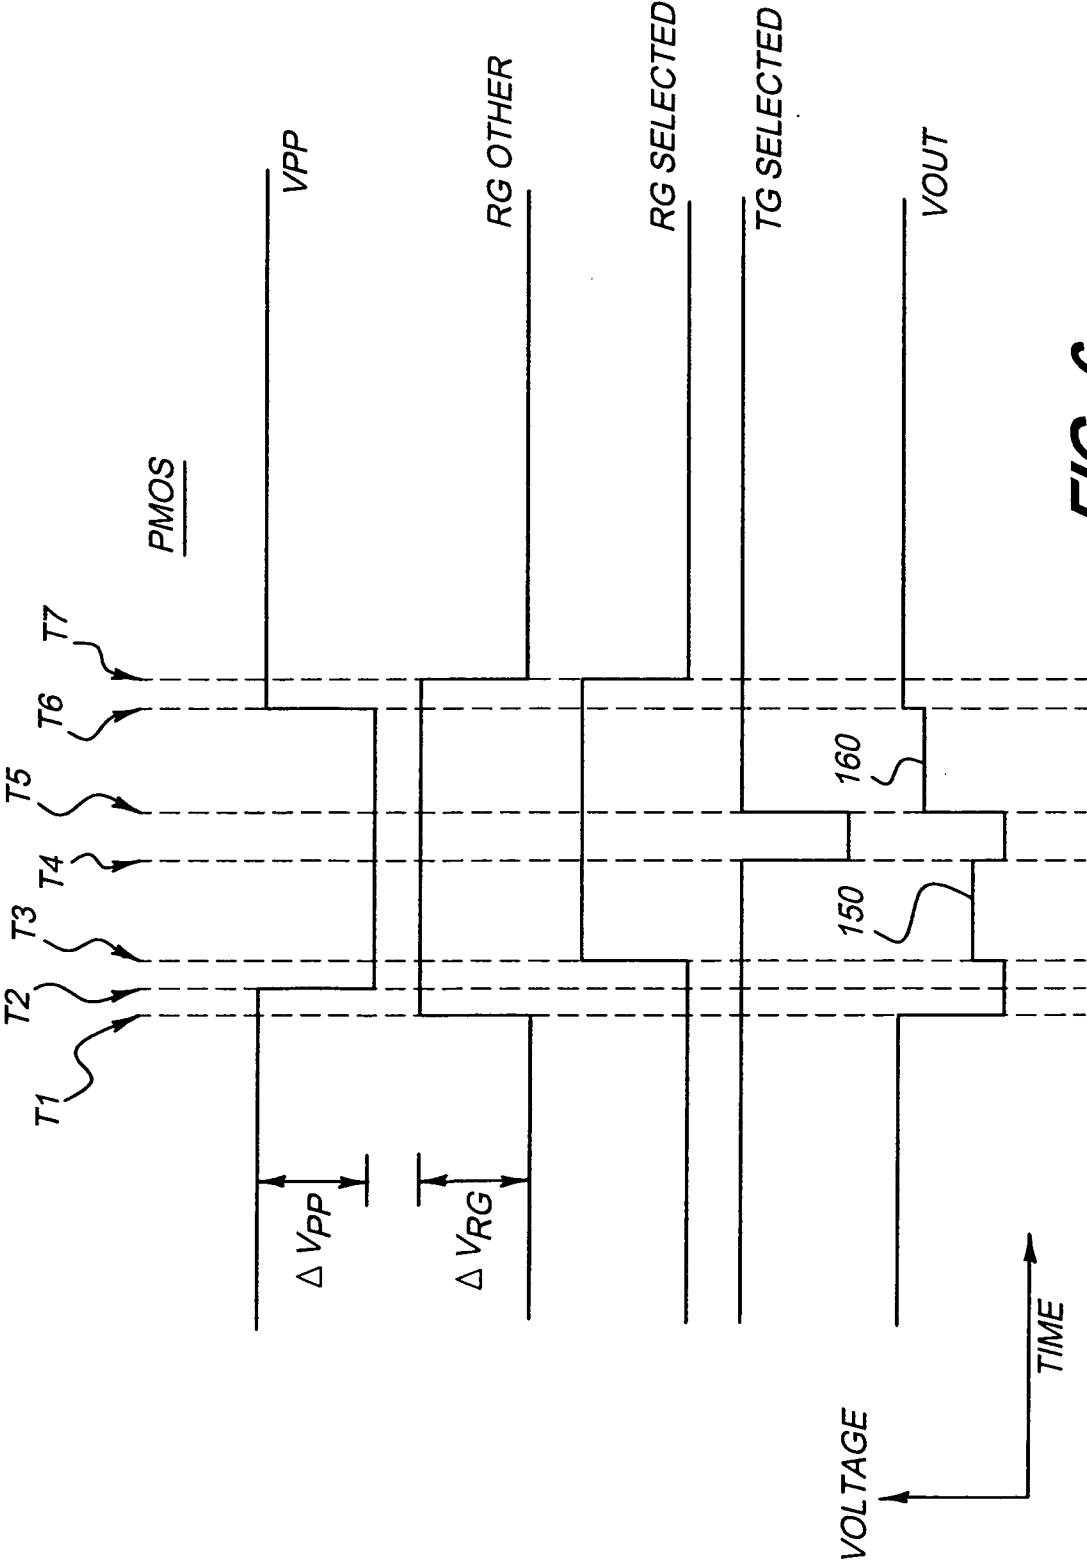 T1
T2
T3
T4
T5
T6
T7
PMOS
VPP
Δ VPP
RG OTHER
Δ VRG
RG SELECTED
TG SELECTED
150
160
VOUT
VOLTAGE
TIME